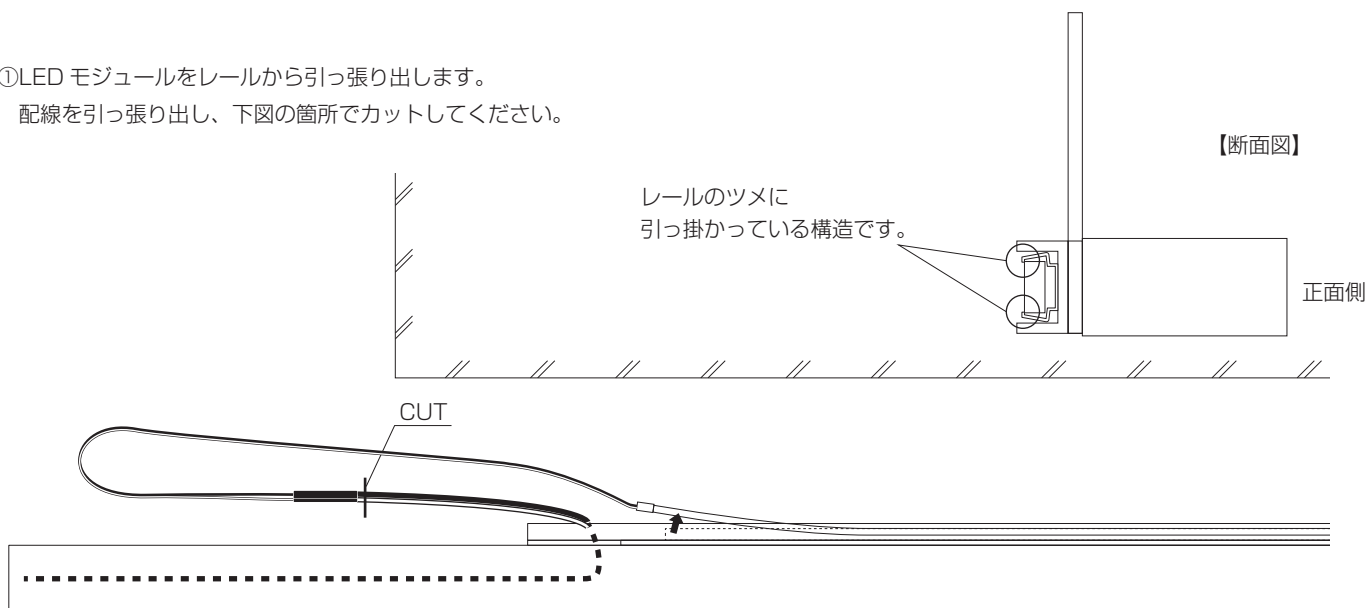 ①LED モジュールをレールから引っ張り出します。
配線を引っ張り出し、下図の箇所でカットしてください。
【断面図】
レールのツメに
引っ掛かっている構造です。
正面側
CUT